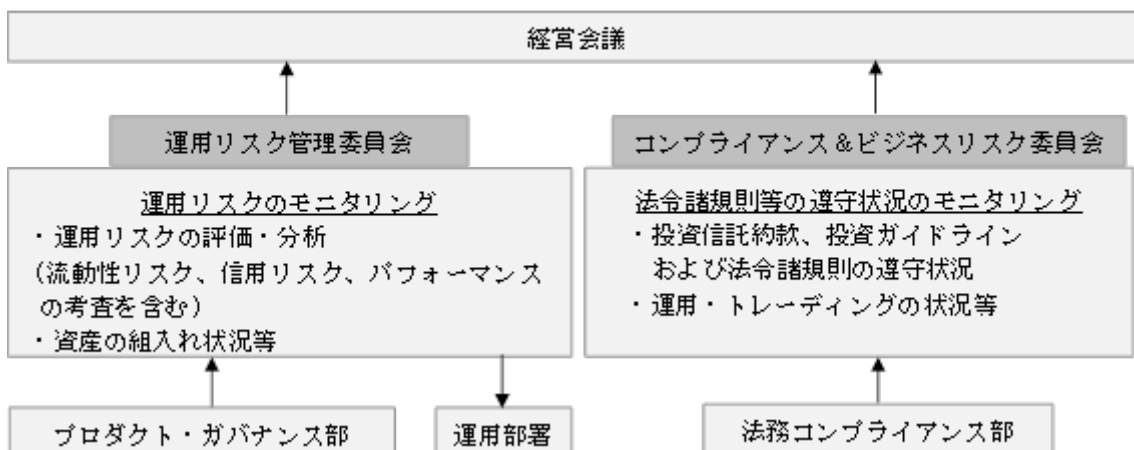 経営会議
運用リスク管理委員会
コンプライアンス&ビジネスリスク委員会
運用リスクのモニタリング
・運用リスクの評価・分析
(流動性リスク、信用リスク、パフォーマンス
の考査を含む)
・資産の組入れ状況等
法令諸規則等の遵守状況のモニタリング
・投資信託約款、投資ガイドライン
および法令諸規則の遵守状況
・運用・トレーディングの状況等
プロダクト・ガバナンス部
運用部署
法務コンプライアンス部